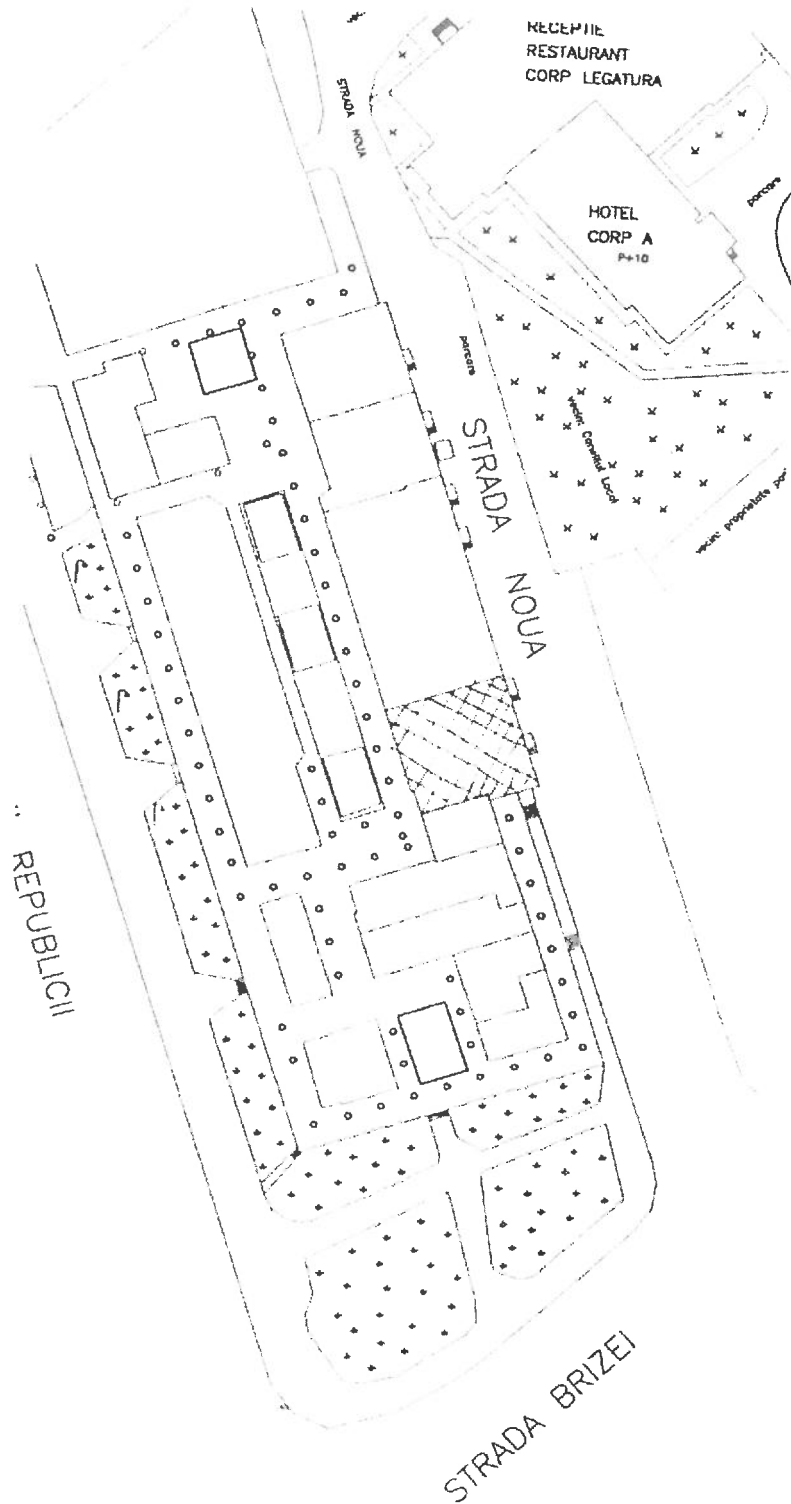 RECEPTIE
RESTAURANT
CORP LEGATURA
STRADA NOUA
HOTEL
CORP A
P+10
parcare
parcare
STRADA NOUA
vecin: Consiliul Local
vecin: proprietate
REPUBLICII
STRADA BRIZEI